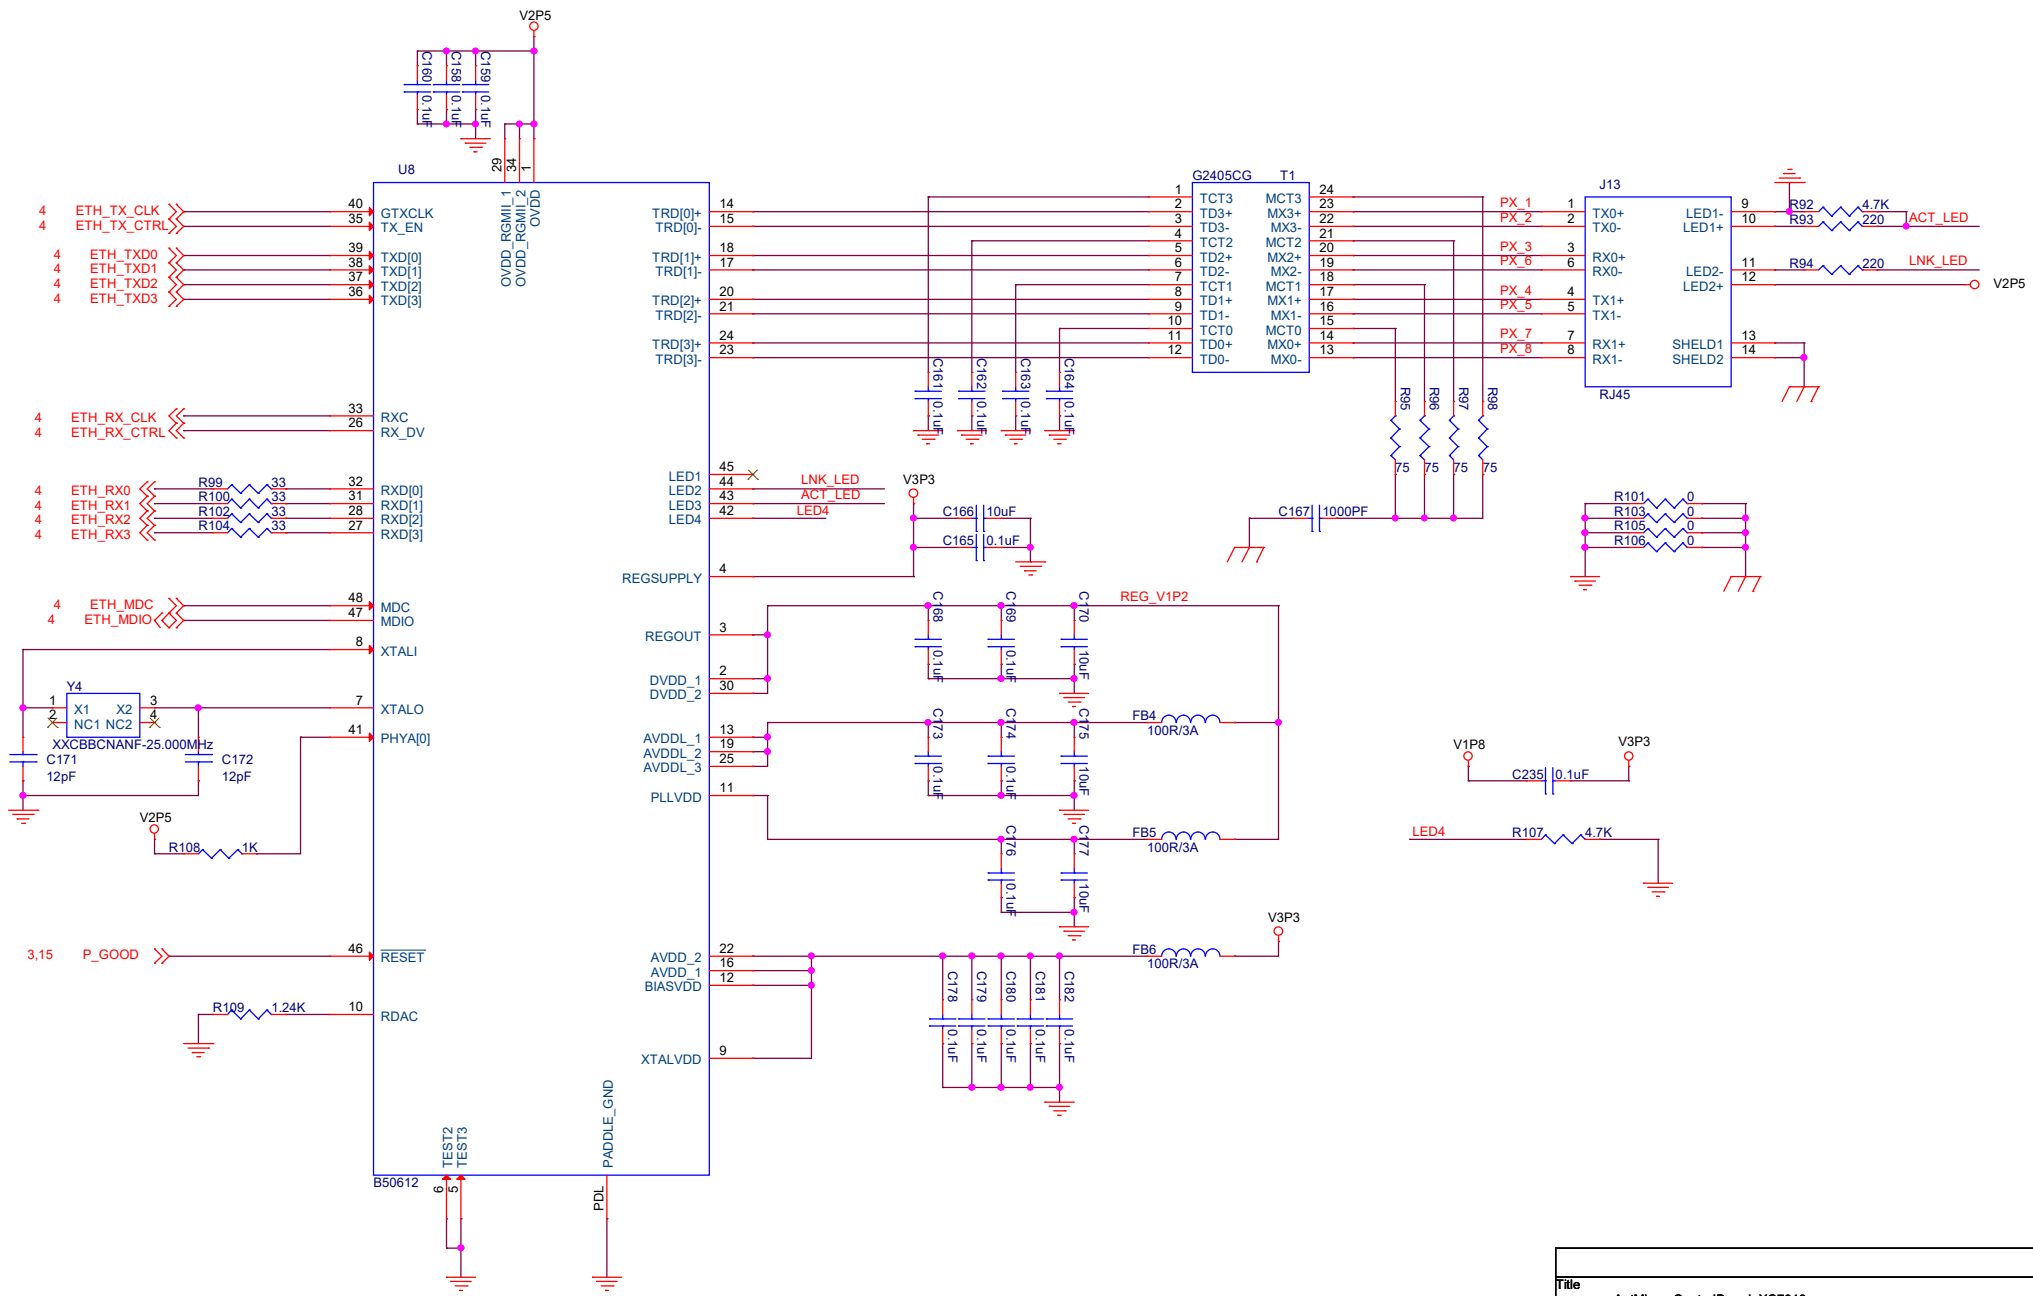 V2P5
C160 0.1uF
C158 0.1uF
C159 0.1uF
29 34 1
U8
OVDD_RGMII_1
OVDD_RGMII_2
OVDD
4 ETH_TX_CLK 40 GTXCLK
4 ETH_TX_CTRL 35 TX_EN
4 ETH_TXD0 39 TXD[0]
4 ETH_TXD1 38 TXD[1]
4 ETH_TXD2 37 TXD[2]
4 ETH_TXD3 36 TXD[3]
4 ETH_RX_CLK 33 RXC
4 ETH_RX_CTRL 26 RX_DV
4 ETH_RX0 R99 33 32 RXD[0]
4 ETH_RX1 R100 33 31 RXD[1]
4 ETH_RX2 R102 33 28 RXD[2]
4 ETH_RX3 R104 33 27 RXD[3]
4 ETH_MDC 48 MDC
4 ETH_MDIO 47 MDIO
8 XTALI
Y4
1 X1 X2 3
2 NC1 NC2 4
XXCBBCNANF-25.000MHz
7 XTALO
41 PHYA[0]
C171
12pF
C172
12pF
V2P5
R108 1K
3,15 P_GOOD 46 RESET
R109 1.24K 10 RDAC
TEST2
TEST3
PADDLE_GND
B50612
6 5 PDL
TRD[0]+ 14
TRD[0]- 15
TRD[1]+ 18
TRD[1]- 17
TRD[2]+ 20
TRD[2]- 21
TRD[3]+ 24
TRD[3]- 23
LED1 45
LED2 44 LNK_LED
LED3 43 ACT_LED
LED4 42 LED4
V3P3
C166 10uF
C165 0.1uF
REGSUPPLY 4
REG_V1P2
REGOUT 3
C168 0.1uF
C169 0.1uF
C170 10uF
DVDD_1 2
DVDD_2 30
AVDDL_1 13
AVDDL_2 19
AVDDL_3 25
C173 0.1uF
C174 0.1uF
C175 10uF
FB4
100R/3A
PLLVDD 11
C176 0.1uF
C177 10uF
FB5
100R/3A
V3P3
AVDD_2 22
AVDD_1 16
BIASVDD 12
FB6
100R/3A
C178 0.1uF
C179 0.1uF
C180 0.1uF
C181 0.1uF
C182 0.1uF
XTALVDD 9
G2405CG T1
1 TCT3 MCT3 24
2 TD3+ MX3+ 23
3 TD3- MX3- 22
4 TCT2 MCT2 21
5 TD2+ MX2+ 20
6 TD2- MX2- 19
7 TCT1 MCT1 18
8 TD1+ MX1+ 17
9 TD1- MX1- 16
10 TCT0 MCT0 15
11 TD0+ MX0+ 14
12 TD0- MX0- 13
C161 0.1uF
C162 0.1uF
C163 0.1uF
C164 0.1uF
R95 75
R96 75
R97 75
R98 75
C167 1000PF
J13
PX_1 1 TX0+
PX_2 2 TX0-
PX_3 3 RX0+
PX_6 6 RX0-
PX_4 4 TX1+
PX_5 5 TX1-
PX_7 7 RX1+
PX_8 8 RX1-
LED1- 9 R92 4.7K
LED1+ 10 R93 220 ACT_LED
LED2- 11 R94 220 LNK_LED
LED2+ 12 V2P5
SHELD1 13
SHELD2 14
RJ45
R101 0
R103 0
R105 0
R106 0
V1P8 V3P3
C235 0.1uF
LED4 R107 4.7K
Title